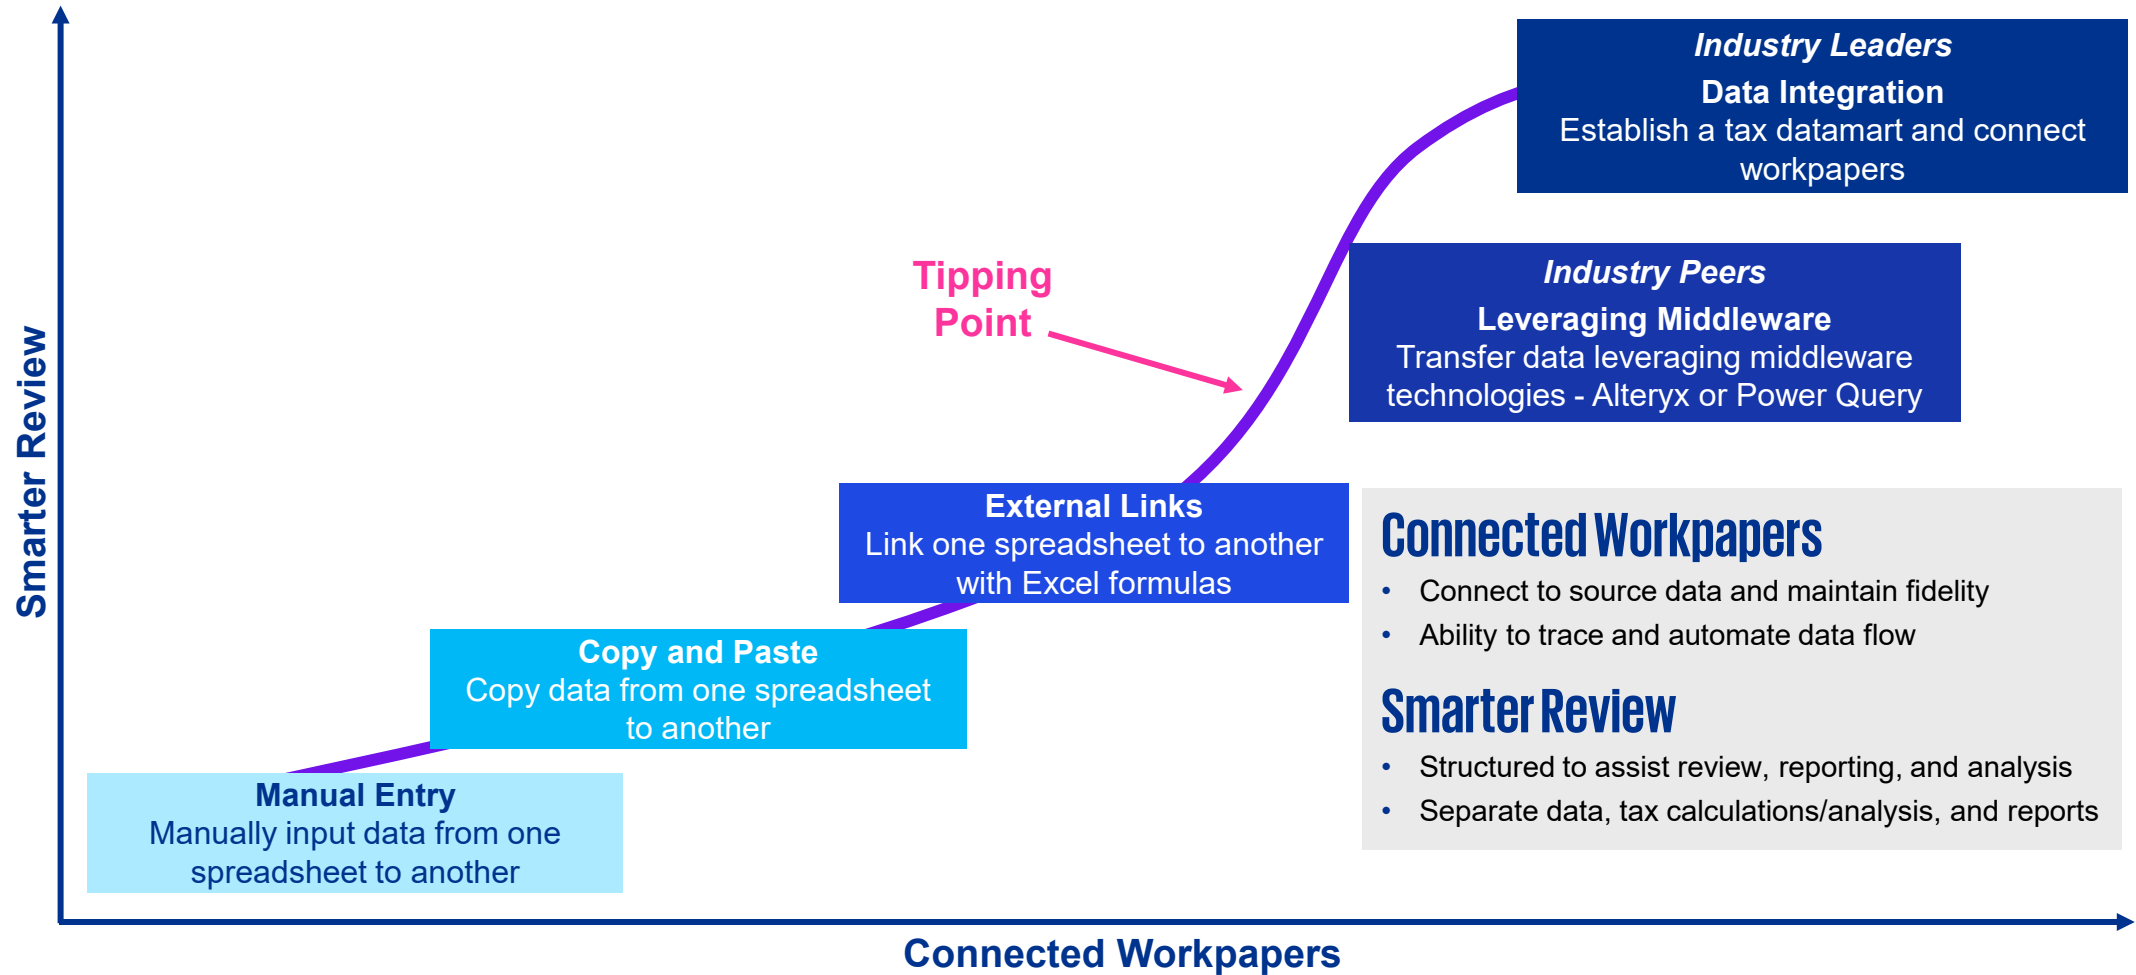 Industry Leaders
Data Integration
Establish a tax datamart and connect
workpapers
Tipping
Point
Industry Peers
Leveraging Middleware
Transfer data leveraging middleware
technologies - Alteryx or Power Query
Smarter Review
External Links
Link one spreadsheet to another
with Excel formulas
Copy and Paste
Copy data from one spreadsheet
to another
Manual Entry
Manually input data from one
spreadsheet to another
Connected Workpapers
• Connect to source data and maintain fidelity
• Ability to trace and automate data flow
Smarter Review
• Structured to assist review, reporting, and analysis
• Separate data, tax calculations/analysis, and reports
Connected Workpapers